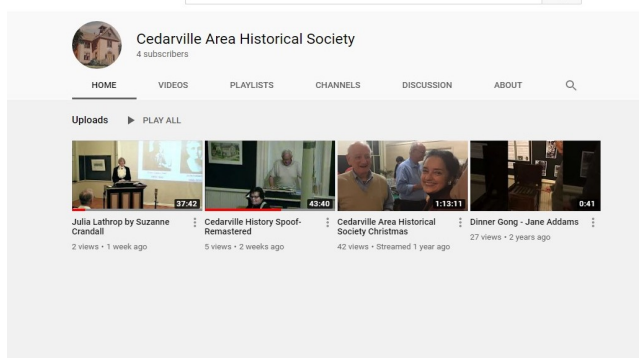 Cedarville Area Historical Society
4 subscribers
HOME VIDEOS PLAYLISTS CHANNELS DISCUSSION ABOUT
Uploads PLAY ALL
37:42 43:40 1:13:11 0:41
Julia Lathrop by Suzanne Crandall
2 views • 1 week ago
Cedarville History Spoof- Remastered
5 views • 2 weeks ago
Cedarville Area Historical Society Christmas
42 views • Streamed 1 year ago
Dinner Gong - Jane Addams
27 views • 2 years ago